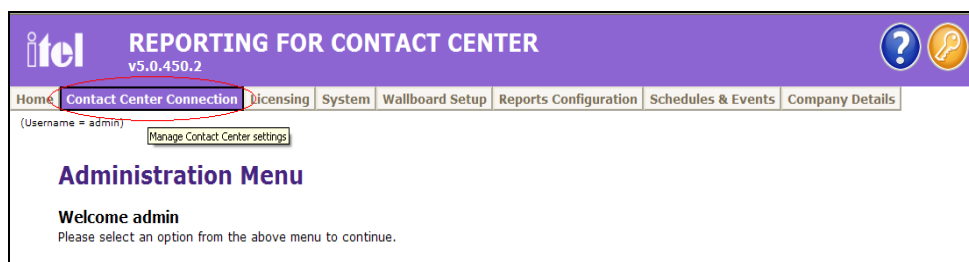 itel REPORTING FOR CONTACT CENTER
v5.0.450.2
?
Home Contact Center Connection Licensing System Wallboard Setup Reports Configuration Schedules & Events Company Details
(Username = admin)
Manage Contact Center settings
Administration Menu
Welcome admin
Please select an option from the above menu to continue.